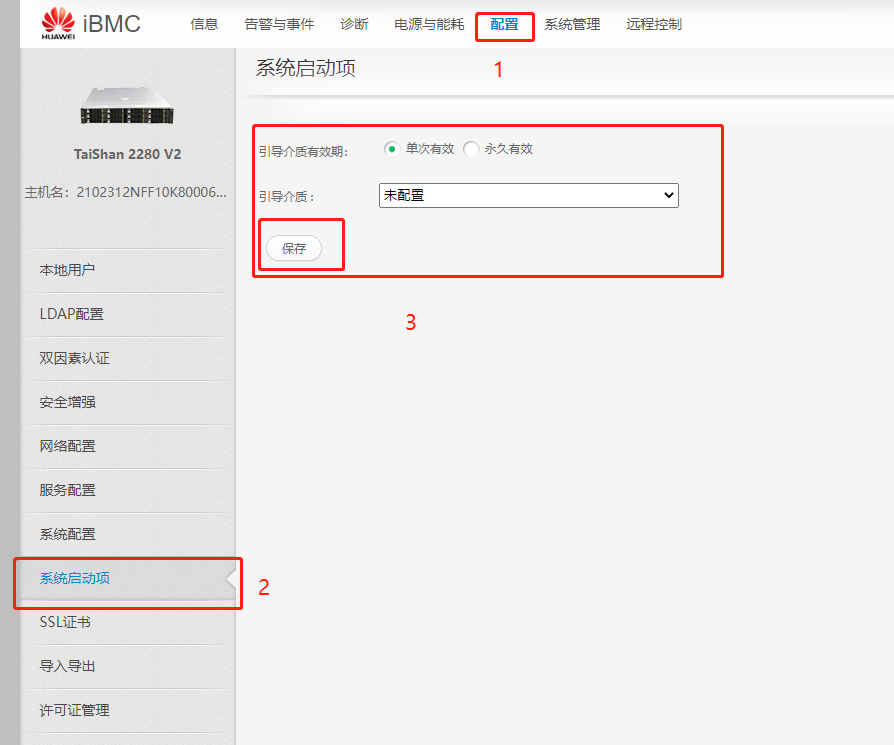 HUAWEI iBMC 信息 告警与事件 诊断 电源与能耗 配置 系统管理 远程控制
系统启动项 1
TaiShan 2280 V2
主机名: 2102312NFF10K80006...
引导介质有效期: 单次有效 永久有效
引导介质 : 未配置
保存
3
本地用户
LDAP配置
双因素认证
安全增强
网络配置
服务配置
系统配置
系统启动项 2
SSL证书
导入导出
许可证管理